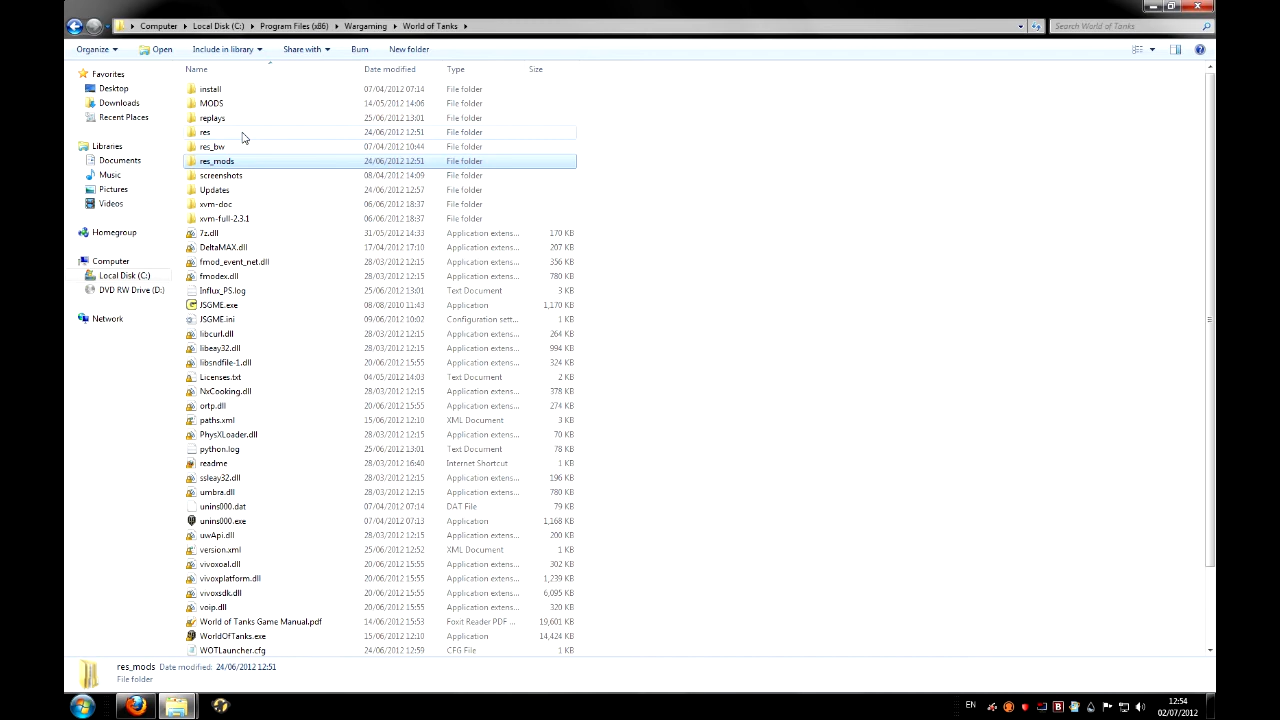 Computer ▸ Local Disk (C:) ▸ Program Files (x86) ▸ Wargaming ▸ World of Tanks ▸
Search World of Tanks
Organize Open Include in library Share with Burn New folder
Name Date modified Type Size
Favorites
Desktop
Downloads
Recent Places
Libraries
Documents
Music
Pictures
Videos
Homegroup
Computer
Local Disk (C:)
DVD RW Drive (D:)
Network
install 07/04/2012 07:14 File folder
MODS 14/05/2012 14:06 File folder
replays 25/06/2012 13:01 File folder
res 24/06/2012 12:51 File folder
res_bw 07/04/2012 10:44 File folder
res_mods 24/06/2012 12:51 File folder
screenshots 08/04/2012 14:09 File folder
Updates 24/06/2012 12:57 File folder
xvm-doc 06/06/2012 18:37 File folder
xvm-full-2.3.1 06/06/2012 18:37 File folder
7z.dll 31/05/2012 14:33 Application extens... 170 KB
DeltaMAX.dll 17/04/2012 17:10 Application extens... 207 KB
fmod_event_net.dll 28/03/2012 12:15 Application extens... 356 KB
fmodex.dll 28/03/2012 12:15 Application extens... 780 KB
Influx_PS.log 25/06/2012 13:01 Text Document 3 KB
JSGME.exe 08/08/2010 11:43 Application 1,170 KB
JSGME.ini 09/06/2012 10:02 Configuration sett... 1 KB
libcurl.dll 28/03/2012 12:15 Application extens... 264 KB
libeay32.dll 28/03/2012 12:15 Application extens... 994 KB
libsndfile-1.dll 20/06/2012 15:55 Application extens... 324 KB
Licenses.txt 04/05/2012 14:03 Text Document 2 KB
NxCooking.dll 28/03/2012 12:15 Application extens... 378 KB
ortp.dll 20/06/2012 15:55 Application extens... 274 KB
paths.xml 15/06/2012 12:10 XML Document 3 KB
PhysXLoader.dll 28/03/2012 12:15 Application extens... 70 KB
python.log 25/06/2012 13:01 Text Document 78 KB
readme 28/03/2012 16:40 Internet Shortcut 1 KB
ssleay32.dll 28/03/2012 12:15 Application extens... 196 KB
umbra.dll 28/03/2012 12:15 Application extens... 780 KB
unins000.dat 07/04/2012 07:14 DAT File 79 KB
unins000.exe 07/04/2012 07:13 Application 1,168 KB
uwApi.dll 28/03/2012 12:15 Application extens... 200 KB
version.xml 25/06/2012 12:52 XML Document 1 KB
vivoxoal.dll 20/06/2012 15:55 Application extens... 302 KB
vivoxplatform.dll 20/06/2012 15:55 Application extens... 1,239 KB
vivoxsdk.dll 20/06/2012 15:55 Application extens... 6,095 KB
voip.dll 20/06/2012 15:55 Application extens... 320 KB
World of Tanks Game Manual.pdf 14/06/2012 15:53 Foxit Reader PDF ... 19,601 KB
WorldOfTanks.exe 15/06/2012 12:10 Application 14,424 KB
WOTLauncher.cfg 24/06/2012 12:59 CFG File 1 KB
res_mods Date modified: 24/06/2012 12:51
File folder
EN
12:54
02/07/2012